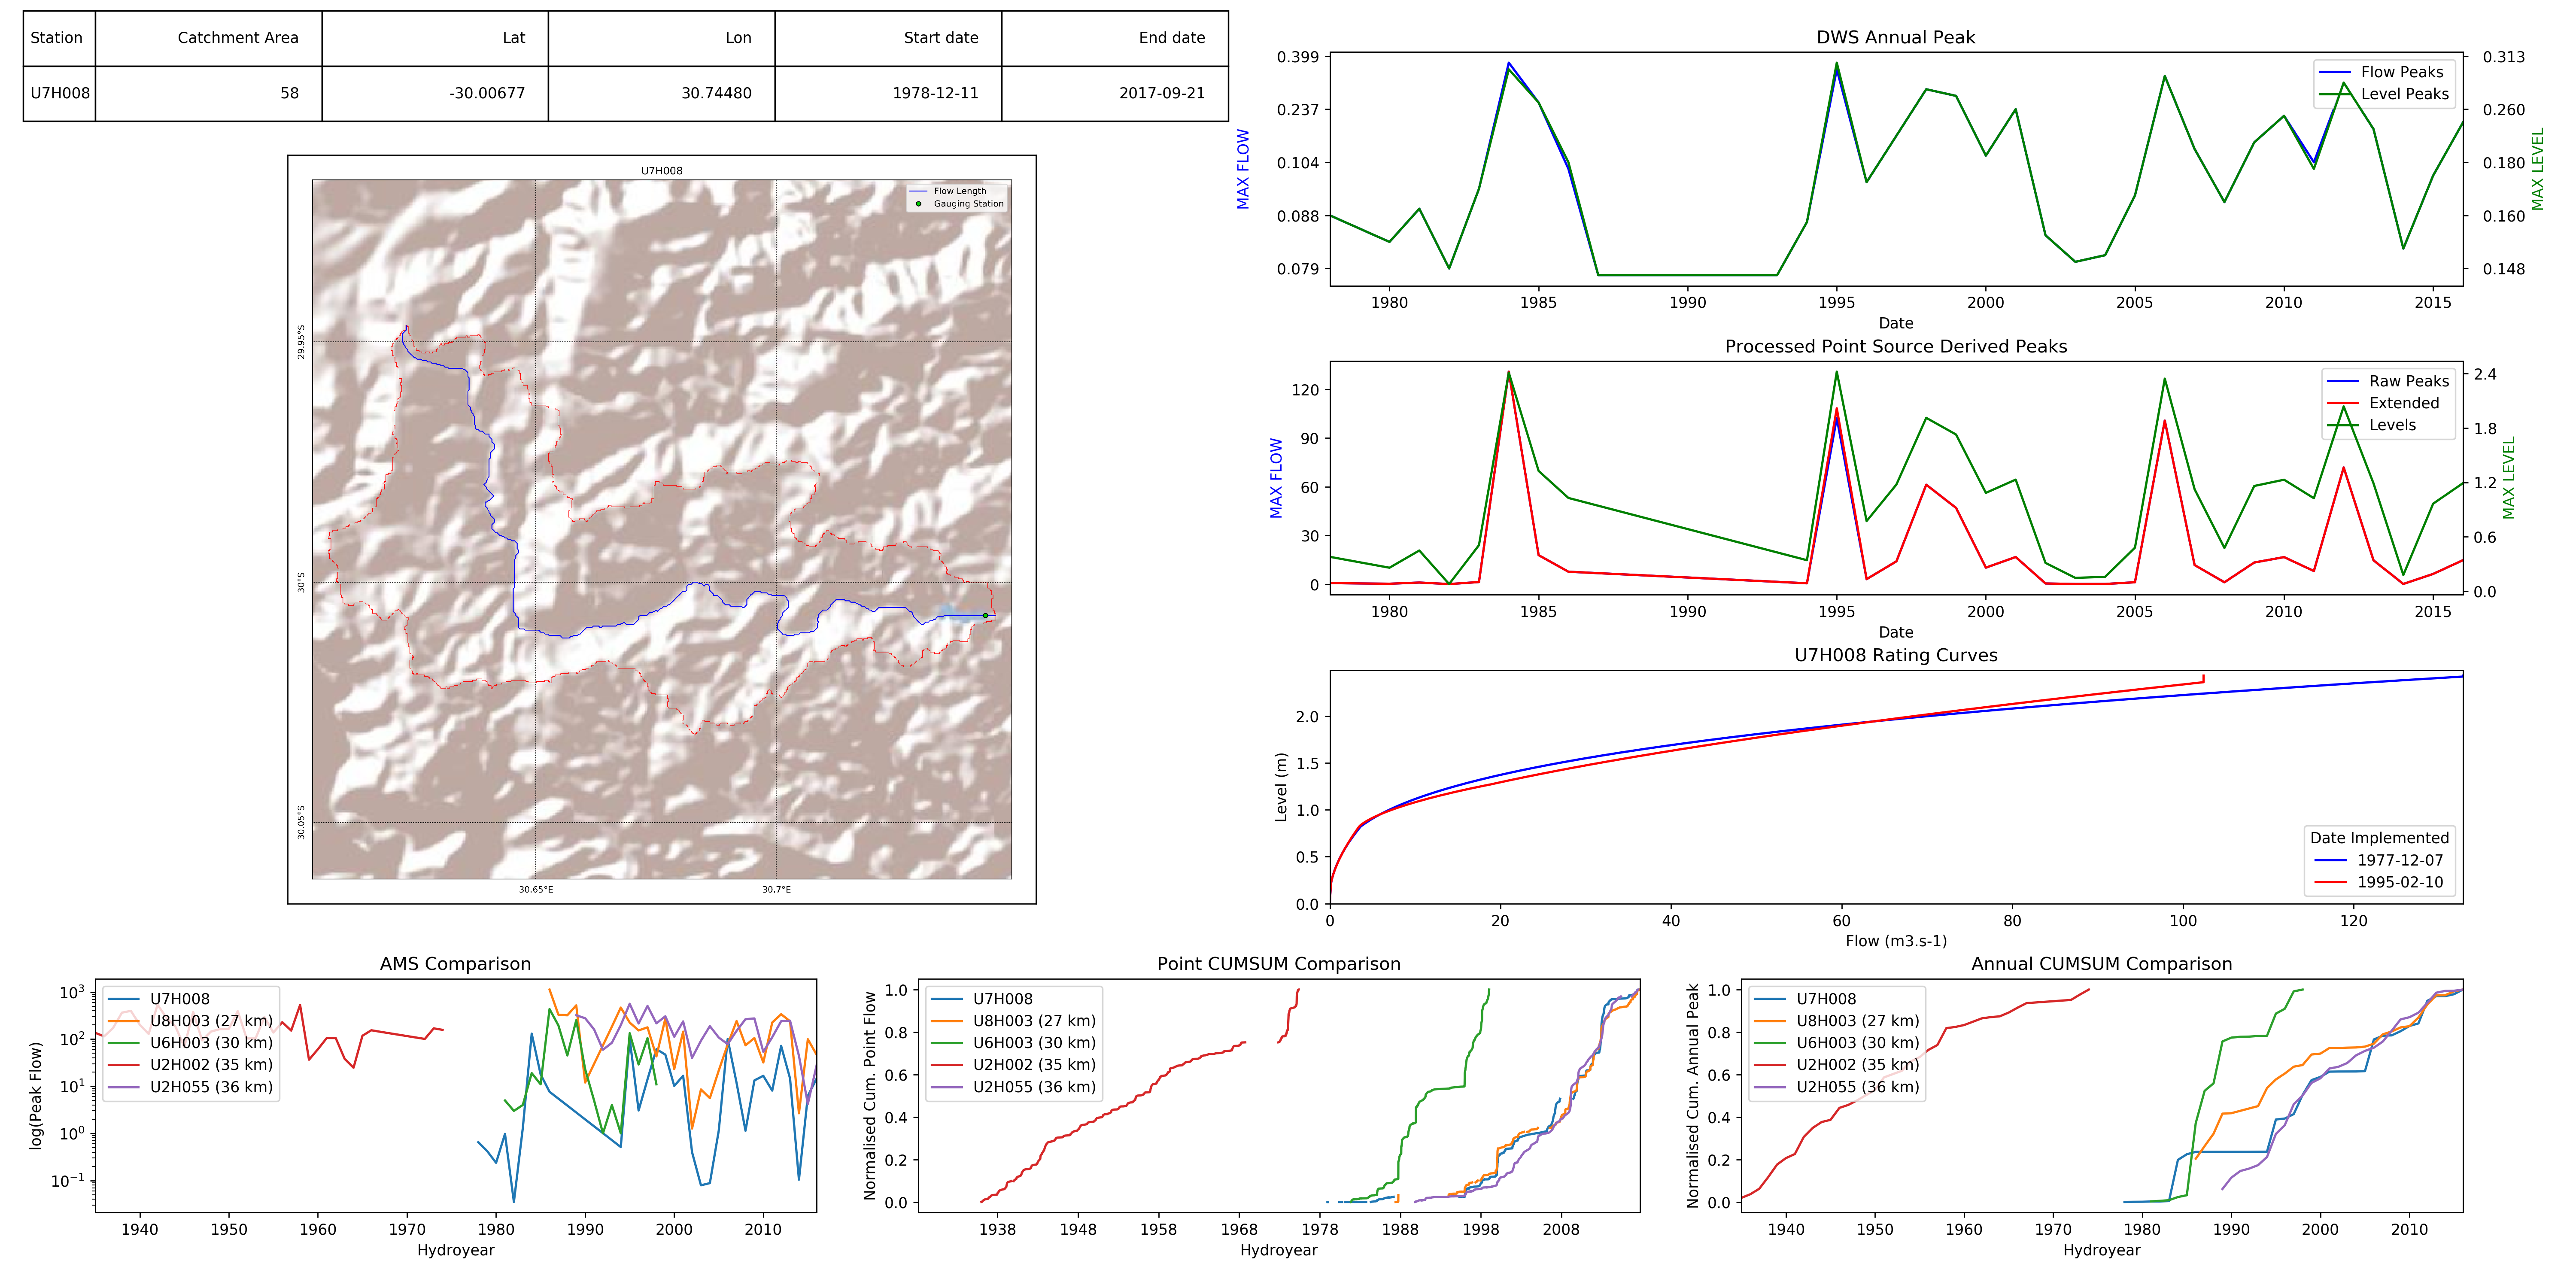 Station Catchment Area Lat Lon Start date End date
U7H008 58 -30.00677 30.74480 1978-12-11 2017-09-21
U7H008
Flow Length
Gauging Station
29.95°S
30°S
30.05°S
30.65°E 30.7°E
DWS Annual Peak
0.399
0.237
0.104
0.088
0.079
MAX FLOW
Flow Peaks
Level Peaks
0.313
0.260
0.180
0.160
0.148
MAX LEVEL
1980 1985 1990 1995 2000 2005 2010 2015
Date
Processed Point Source Derived Peaks
120
90
60
30
0
MAX FLOW
Raw Peaks
Extended
Levels
2.4
1.8
1.2
0.6
0.0
MAX LEVEL
1980 1985 1990 1995 2000 2005 2010 2015
Date
U7H008 Rating Curves
2.0
1.5
1.0
0.5
0.0
Level (m)
Date Implemented
1977-12-07
1995-02-10
0 20 40 60 80 100 120
Flow (m3.s-1)
AMS Comparison
10³
10²
10¹
10⁰
10⁻¹
log(Peak Flow)
U7H008
U8H003 (27 km)
U6H003 (30 km)
U2H002 (35 km)
U2H055 (36 km)
1940 1950 1960 1970 1980 1990 2000 2010
Hydroyear
Point CUMSUM Comparison
1.0
0.8
0.6
0.4
0.2
0.0
Normalised Cum. Point Flow
U7H008
U8H003 (27 km)
U6H003 (30 km)
U2H002 (35 km)
U2H055 (36 km)
1938 1948 1958 1968 1978 1988 1998 2008
Hydroyear
Annual CUMSUM Comparison
1.0
0.8
0.6
0.4
0.2
0.0
Normalised Cum. Annual Peak
U7H008
U8H003 (27 km)
U6H003 (30 km)
U2H002 (35 km)
U2H055 (36 km)
1940 1950 1960 1970 1980 1990 2000 2010
Hydroyear